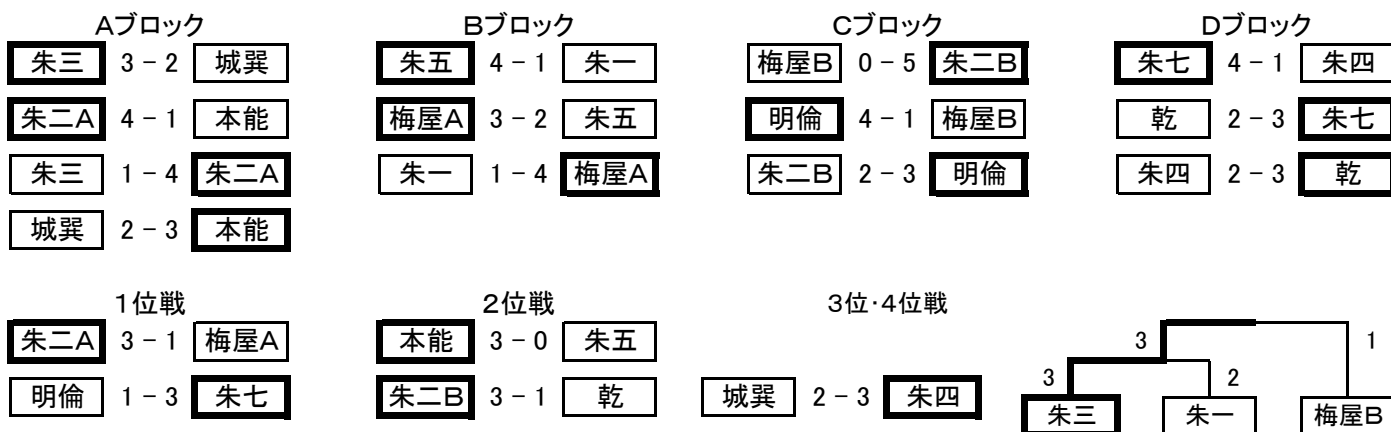 Aブロック Bブロック Cブロック Dブロック
朱三 3-2 城巽 朱五 4-1 朱一 梅屋B 0-5 朱二B 朱七 4-1 朱四
朱二A 4-1 本能 梅屋A 3-2 朱五 明倫 4-1 梅屋B 乾 2-3 朱七
朱三 1-4 朱二A 朱一 1-4 梅屋A 朱二B 2-3 明倫 朱四 2-3 乾
城巽 2-3 本能
1位戦 2位戦 3位・4位戦
朱二A 3-1 梅屋A 本能 3-0 朱五 3 1
明倫 1-3 朱七 朱二B 3-1 乾 城巽 2-3 朱四 3 2
朱三 朱一 梅屋B